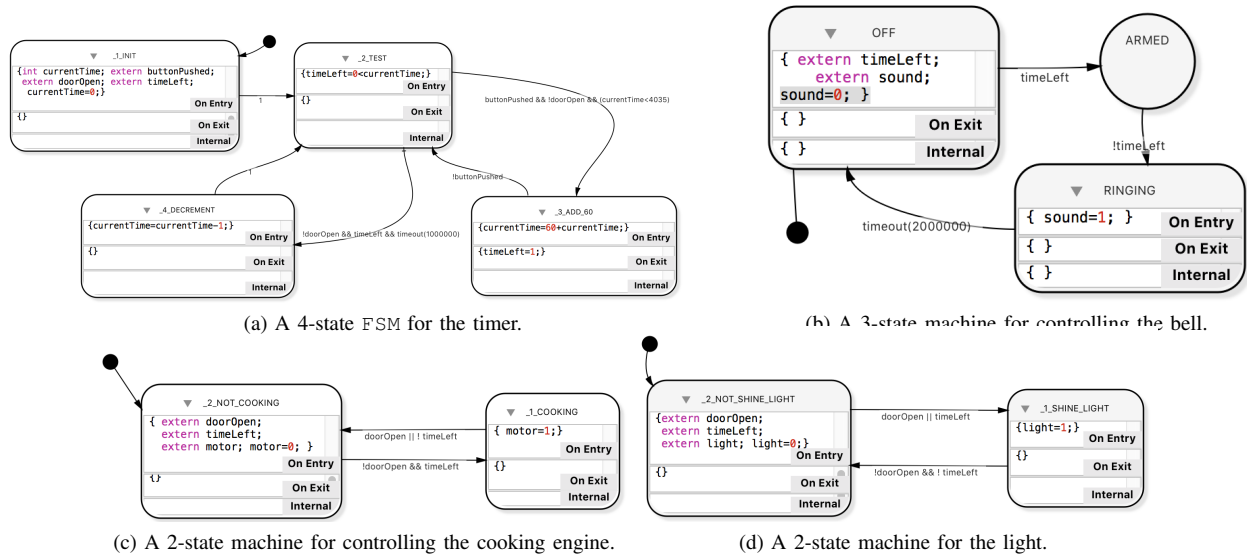 _1_INIT
{int currentTime; extern buttonPushed;
extern doorOpen; extern timeLeft;
currentTime=0;}
On Entry
{}
On Exit
Internal
1
_2_TEST
{timeLeft=0<currentTime;}
On Entry
{}
On Exit
Internal
buttonPushed && !doorOpen && (currentTime<4035)
!buttonPushed
1
_4_DECREMENT
{currentTime=currentTime-1;}
On Entry
{}
On Exit
Internal
!doorOpen && timeLeft && timeout(1000000)
_3_ADD_60
{currentTime=60+currentTime;}
On Entry
{timeLeft=1;}
On Exit
Internal
(a) A 4-state FSM for the timer.
OFF
{ extern timeLeft;
extern sound;
sound=0; }
{ }
On Exit
{ }
Internal
timeLeft
ARMED
!timeLeft
RINGING
{ sound=1; }
On Entry
{ }
On Exit
{ }
Internal
timeout(2000000)
(b) A 3-state machine for controlling the bell.
_2_NOT_COOKING
{ extern doorOpen;
extern timeLeft;
extern motor; motor=0; }
On Entry
{}
On Exit
Internal
doorOpen || ! timeLeft
!doorOpen && timeLeft
_1_COOKING
{ motor=1;}
On Entry
{}
On Exit
Internal
(c) A 2-state machine for controlling the cooking engine.
_2_NOT_SHINE_LIGHT
{extern doorOpen;
extern timeLeft;
extern light; light=0;}
On Entry
{}
On Exit
Internal
doorOpen || timeLeft
!doorOpen && ! timeLeft
_1_SHINE_LIGHT
{light=1;}
On Entry
{}
On Exit
Internal
(d) A 2-state machine for the light.